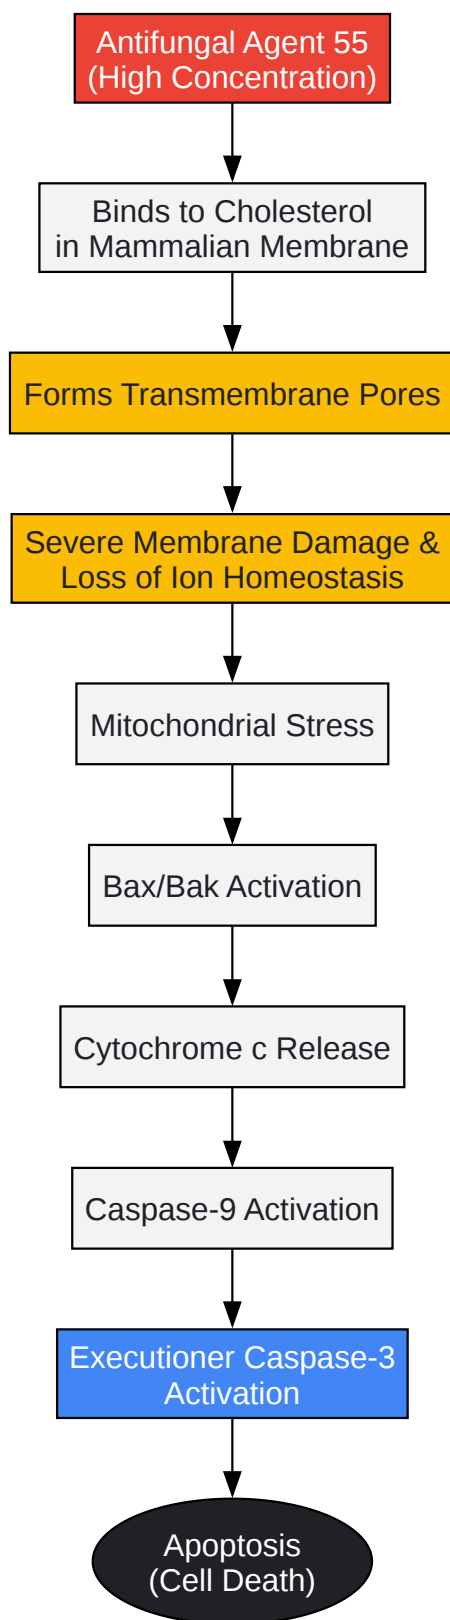 Antifungal Agent 55
(High Concentration)
Binds to Cholesterol
in Mammalian Membrane
Forms Transmembrane Pores
Severe Membrane Damage &
Loss of Ion Homeostasis
Mitochondrial Stress
Bax/Bak Activation
Cytochrome c Release
Caspase-9 Activation
Executioner Caspase-3
Activation
Apoptosis
(Cell Death)